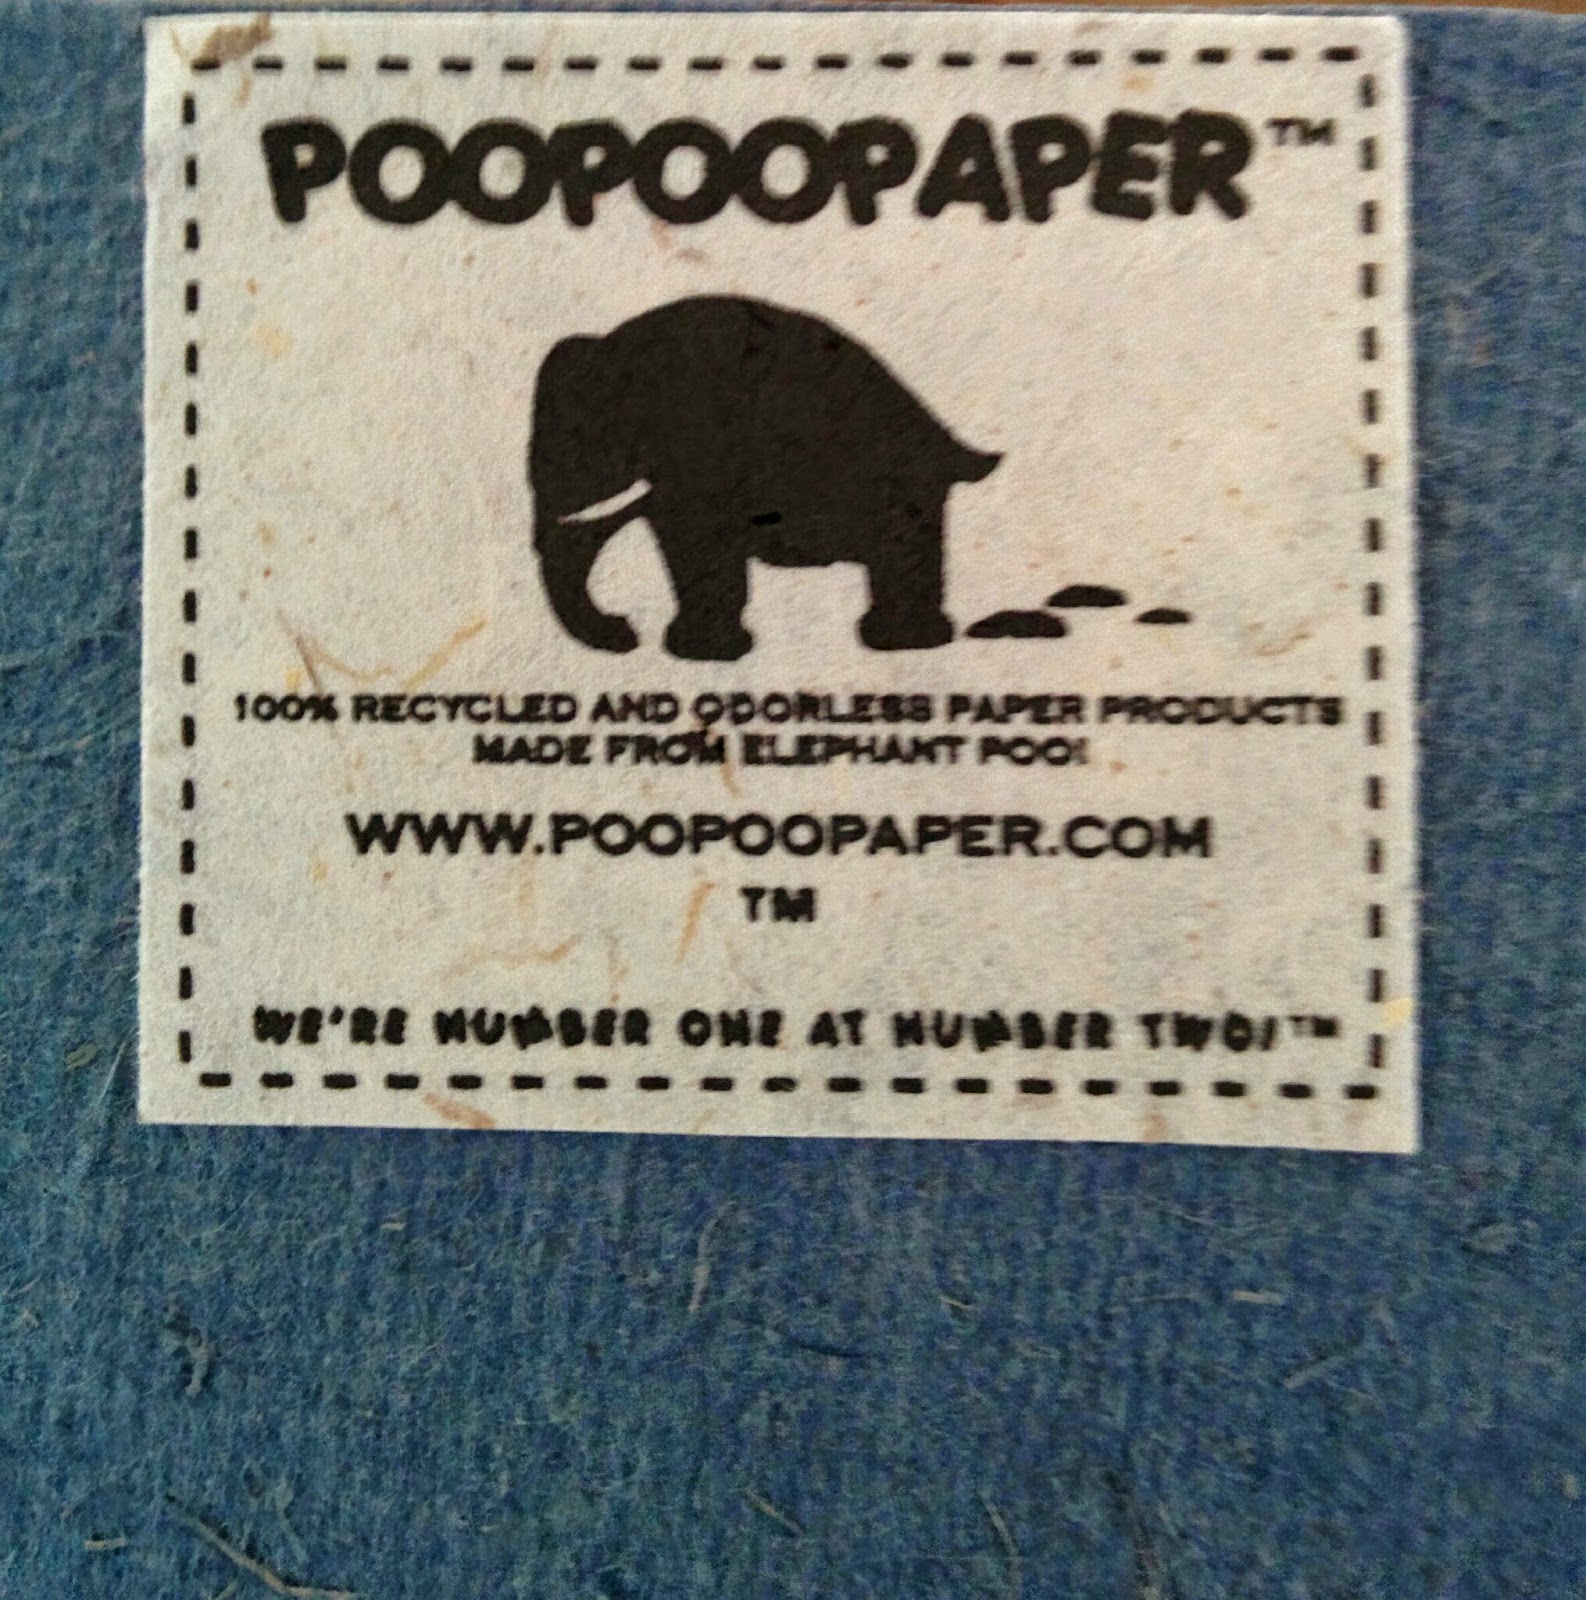 POOPOOPAPER™
100% RECYCLED AND ODORLESS PAPER PRODUCTS
MADE FROM ELEPHANT POO!
WWW.POOPOOPAPER.COM
TM
WE'RE NUMBER ONE AT NUMBER TWO!™